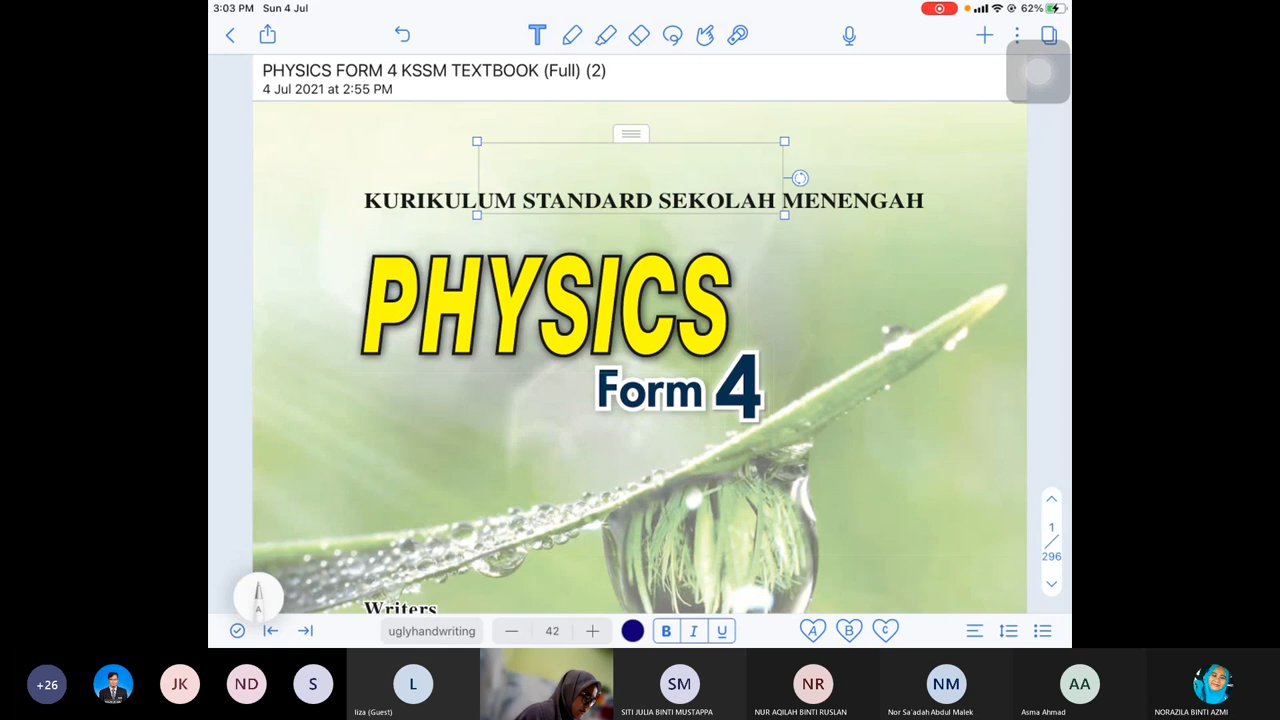 3:03 PM Sun 4 Jul
62%
T
PHYSICS FORM 4 KSSM TEXTBOOK (Full) (2)
4 Jul 2021 at 2:55 PM
KURIKULUM STANDARD SEKOLAH MENENGAH
PHYSICS
Form 4
1
296
A
Writers
uglyhandwriting
42
B I U
A B C
+26 JK ND S L SM NR NM AA
liza (Guest) SITI JULIA BINTI MUSTAPPA NUR AQILAH BINTI RUSLAN Nor Sa'adah Abdul Malek Asma Ahmad NORAZILA BINTI AZMI